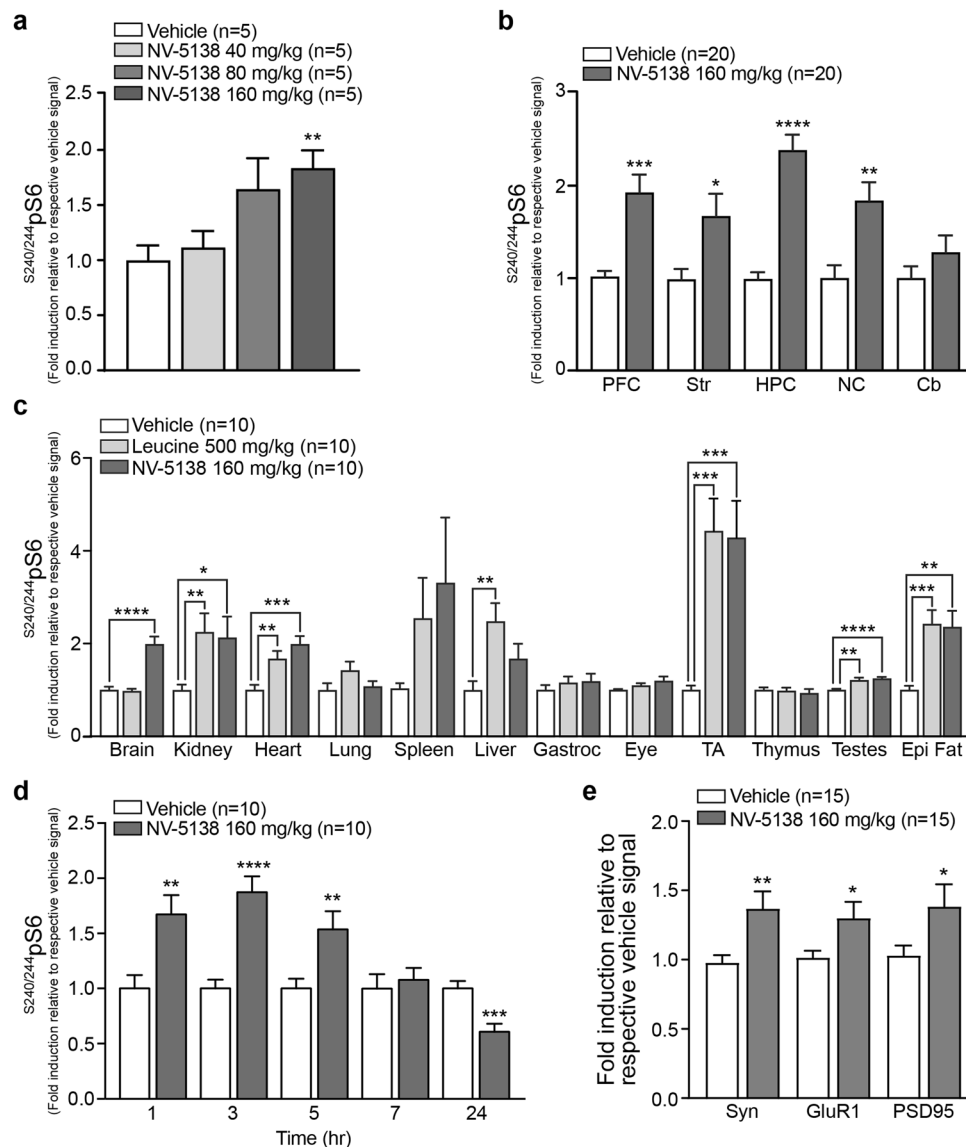 a
Vehicle (n=5)
NV-5138 40 mg/kg (n=5)
NV-5138 80 mg/kg (n=5)
NV-5138 160 mg/kg (n=5)
S240/244pS6
(Fold induction relative to respective vehicle signal)
2.5
2.0
1.5
1.0
0.5
0.0
**
b
Vehicle (n=20)
NV-5138 160 mg/kg (n=20)
S240/244pS6
(Fold induction relative to respective vehicle signal)
3
2
1
0
*** * **** **
PFC Str HPC NC Cb
c
Vehicle (n=10)
Leucine 500 mg/kg (n=10)
NV-5138 160 mg/kg (n=10)
S240/244pS6
(Fold induction relative to respective vehicle signal)
6
4
2
0
****
*
**
***
**
**
***
***
****
**
**
***
Brain Kidney Heart Lung Spleen Liver Gastroc Eye TA Thymus Testes Epi Fat
d
Vehicle (n=10)
NV-5138 160 mg/kg (n=10)
S240/244pS6
(Fold induction relative to respective vehicle signal)
2.5
2.0
1.5
1.0
0.5
0.0
** **** ** ***
1 3 5 7 24
Time (hr)
e
Vehicle (n=15)
NV-5138 160 mg/kg (n=15)
Fold induction relative to
respective vehicle signal
2.0
1.5
1.0
0.5
0.0
** * *
Syn GluR1 PSD95